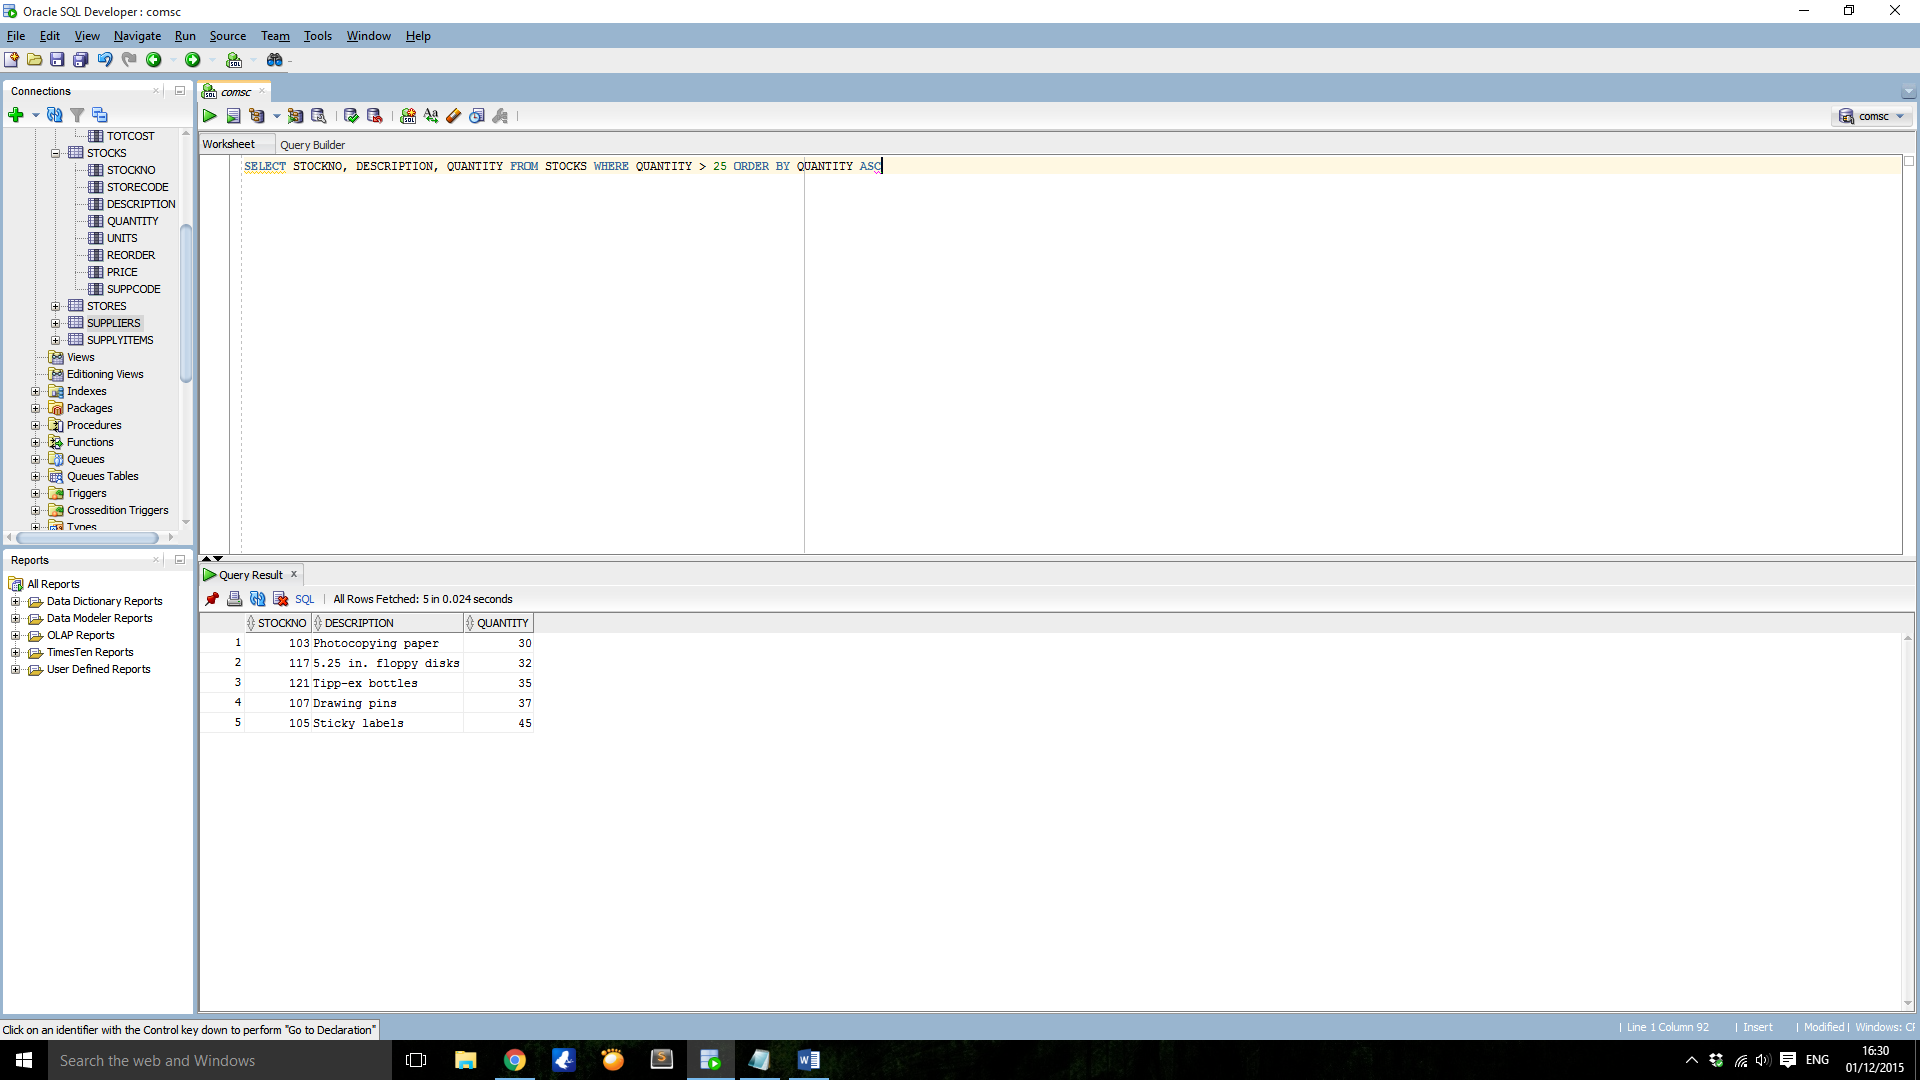 Oracle SQL Developer : comsc
File Edit View Navigate Run Source Team Tools Window Help
Connections
TOTCOST
STOCKS
STOCKNO
STORECODE
DESCRIPTION
QUANTITY
UNITS
REORDER
PRICE
SUPPCODE
STORES
SUPPLIERS
SUPPLYITEMS
Views
Editioning Views
Indexes
Packages
Procedures
Functions
Queues
Queues Tables
Triggers
Crossedition Triggers
Types
Reports
All Reports
Data Dictionary Reports
Data Modeler Reports
OLAP Reports
TimesTen Reports
User Defined Reports
comsc
comsc
Worksheet Query Builder
SELECT STOCKNO, DESCRIPTION, QUANTITY FROM STOCKS WHERE QUANTITY > 25 ORDER BY QUANTITY ASC
Query Result
SQL All Rows Fetched: 5 in 0.024 seconds
STOCKNO DESCRIPTION QUANTITY
1 103 Photocopying paper 30
2 117 5.25 in. floppy disks 32
3 121 Tipp-ex bottles 35
4 107 Drawing pins 37
5 105 Sticky labels 45
Click on an identifier with the Control key down to perform "Go to Declaration"
Line 1 Column 92 Insert Modified Windows:
Search the web and Windows
ENG
16:30
01/12/2015